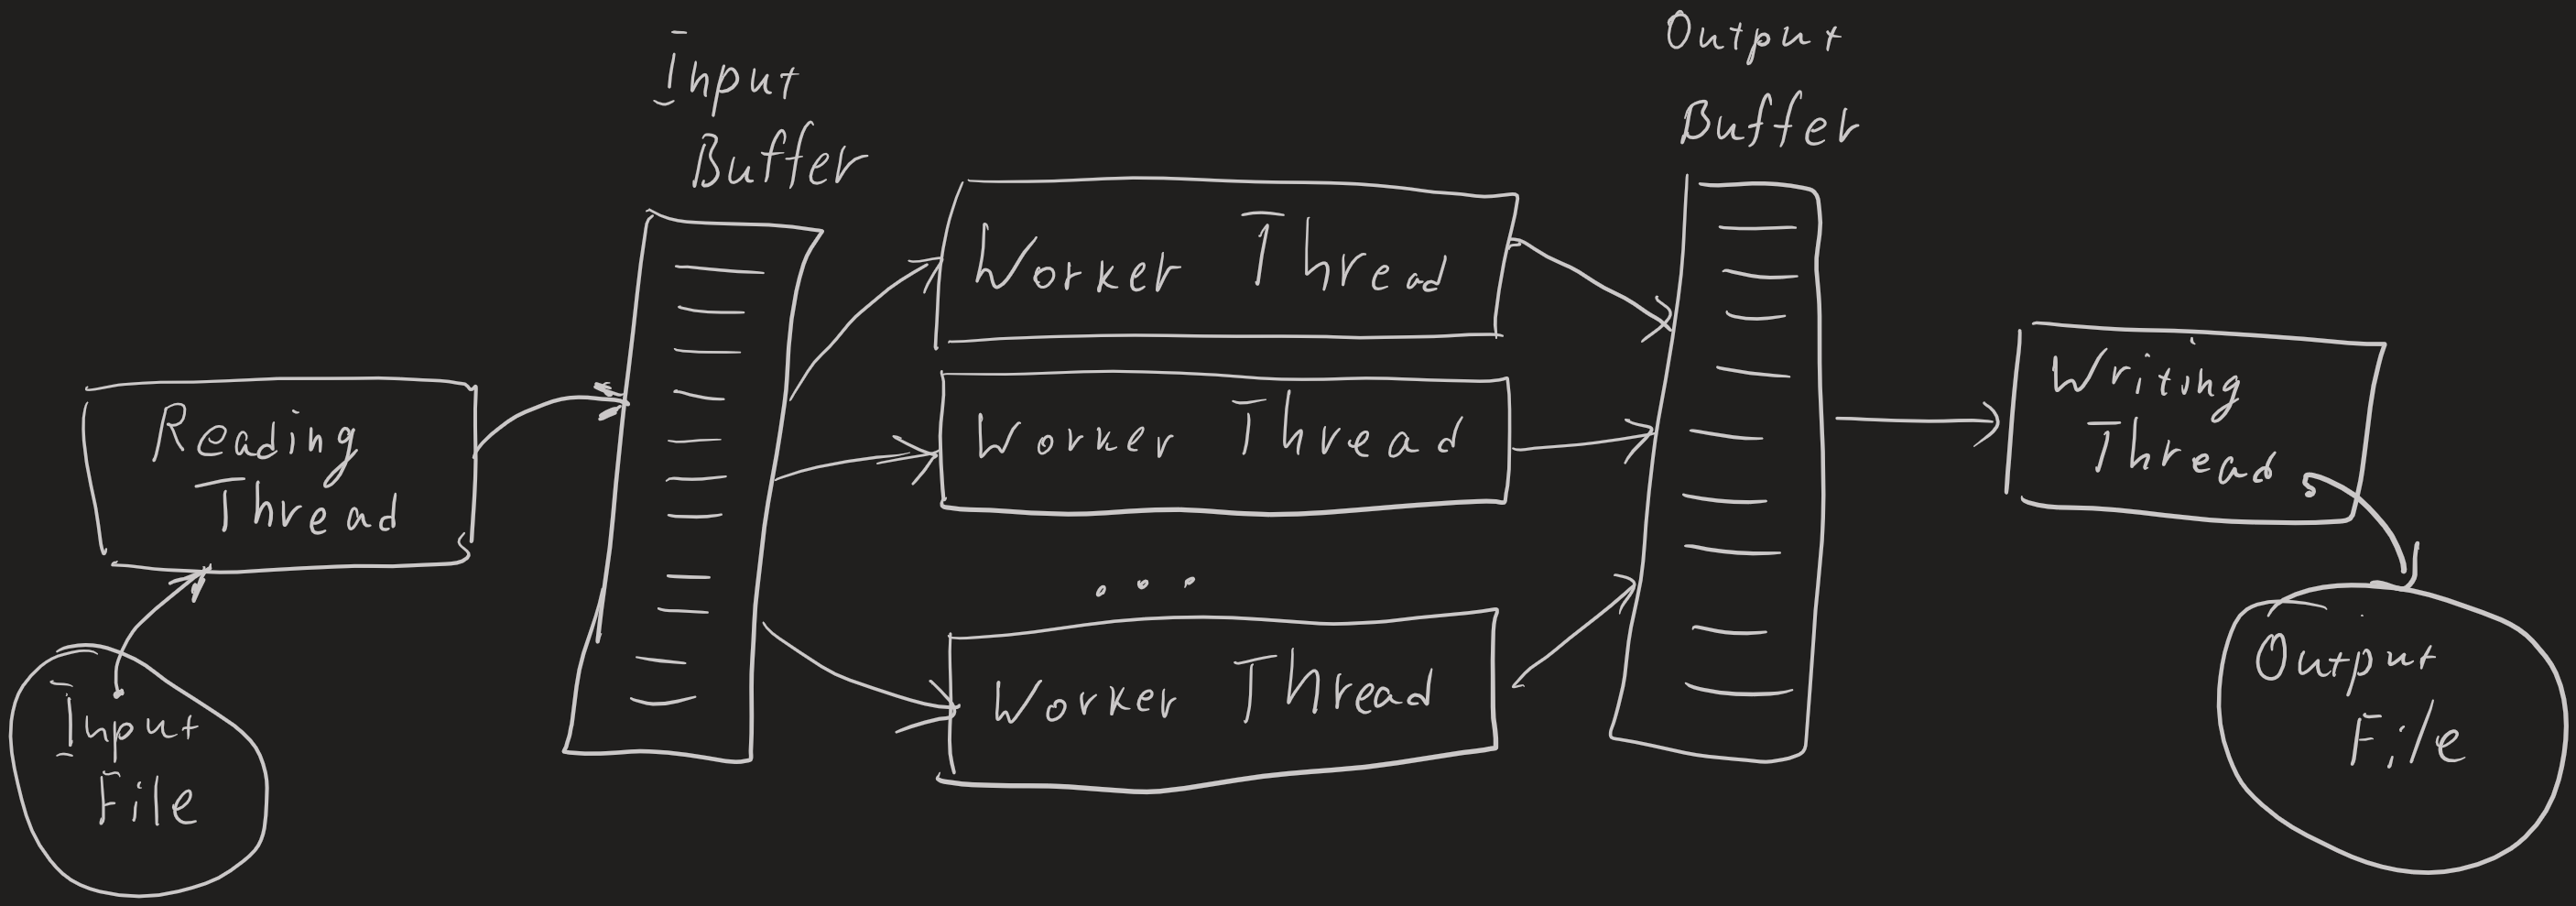 Input
Buffer
Output
Buffer
Reading
Thread
Input
File
Worker Thread
Worker Thread
...
Worker Thread
Writing
Thread
Output
File